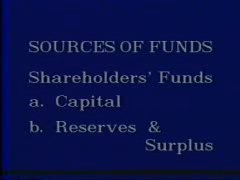 SOURCES OF FUNDS
Shareholders' Funds
a. Capital
b. Reserves &
Surplus